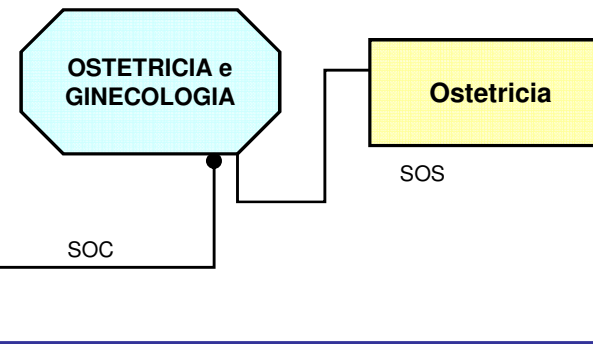 OSTETRICIA e
GINECOLOGIA
Ostetricia
SOS
SOC